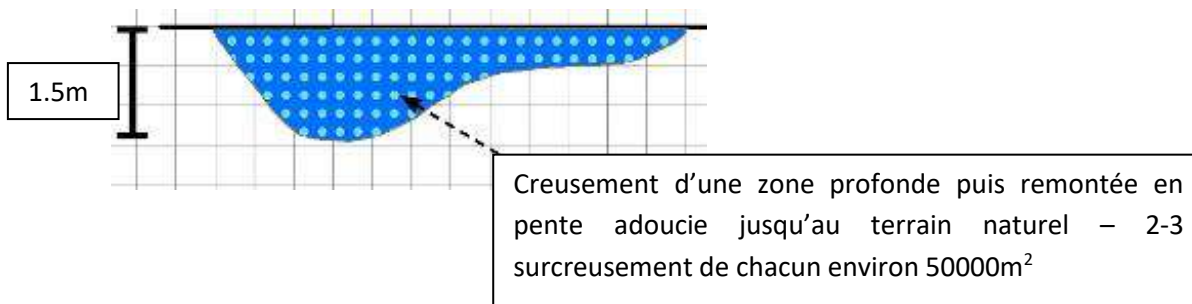 1.5m
Creusement d'une zone profonde puis remontée en
pente adoucie jusqu'au terrain naturel – 2-3
surcreusement de chacun environ 50000m²